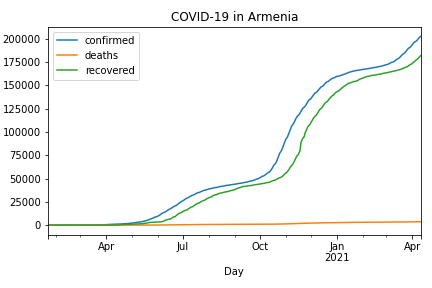 COVID-19 in Armenia
confirmed
deaths
recovered
200000
175000
150000
125000
100000
75000
50000
25000
0
Apr Jul Oct Jan Apr
2021
Day